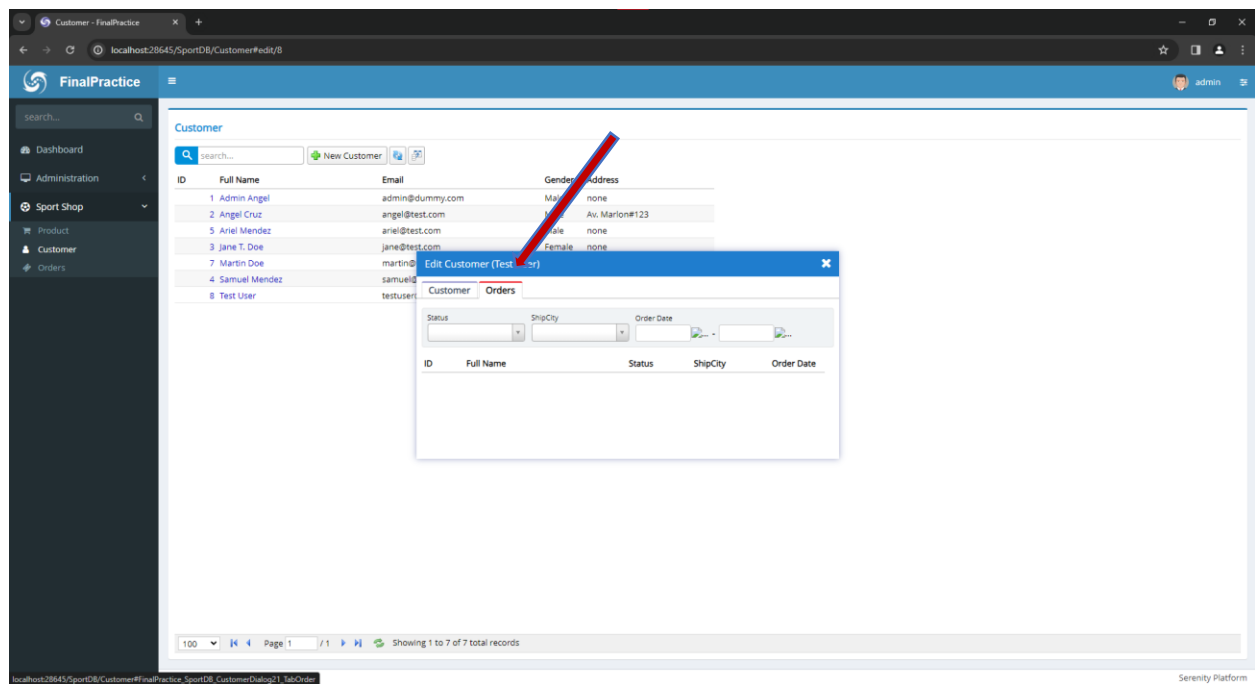 Customer - FinalPractice
localhost:28645/SportDB/Customer#edit/8
FinalPractice
admin
search...
Dashboard
Administration
Sport Shop
Product
Customer
Orders
Customer
search...
New Customer
ID Full Name Email Gender Address
1 Admin Angel admin@dummy.com none
2 Angel Cruz angel@test.com Av. Marlon#123
5 Ariel Mendez ariel@test.com Male none
3 Jane T. Doe jane@test.com Female none
7 Martin Doe martin@
4 Samuel Mendez
8 Test User
Edit Customer (Test
Customer Orders
Status ShipCity Order Date
... - ...
ID Full Name Status ShipCity Order Date
100 Page 1 / 1 Showing 1 to 7 of 7 total records
localhost:28645/SportDB/Customer#FinalPractice_SportDB_CustomerDialog21_TabOrder
Serenity Platform